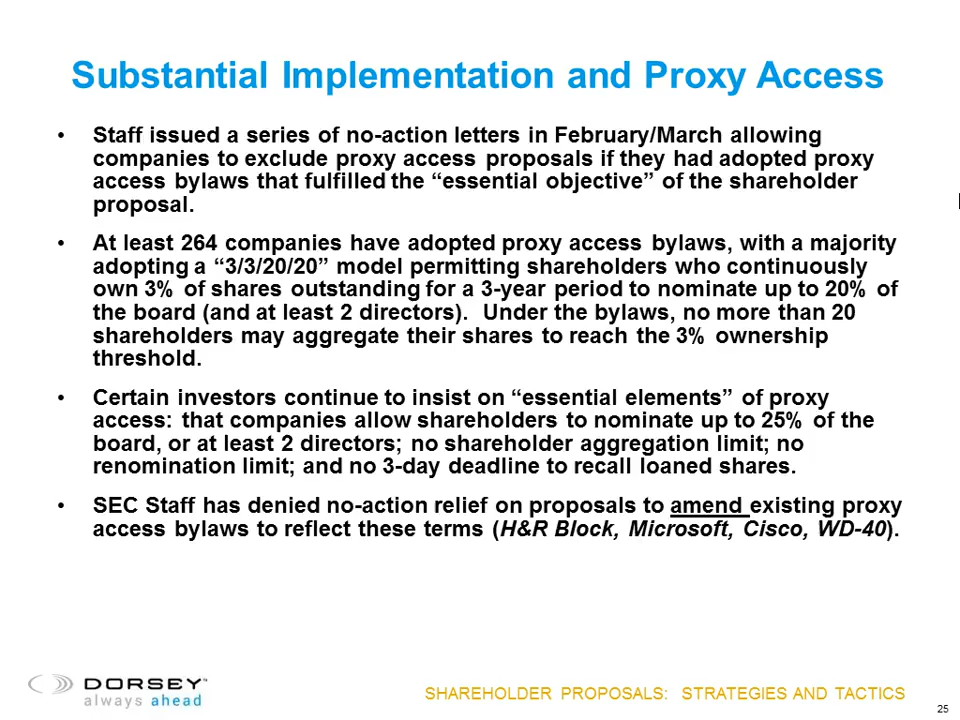 Substantial Implementation and Proxy Access
• Staff issued a series of no-action letters in February/March allowing
companies to exclude proxy access proposals if they had adopted proxy
access bylaws that fulfilled the “essential objective” of the shareholder
proposal.
• At least 264 companies have adopted proxy access bylaws, with a majority
adopting a “3/3/20/20” model permitting shareholders who continuously
own 3% of shares outstanding for a 3-year period to nominate up to 20% of
the board (and at least 2 directors). Under the bylaws, no more than 20
shareholders may aggregate their shares to reach the 3% ownership
threshold.
• Certain investors continue to insist on “essential elements” of proxy
access: that companies allow shareholders to nominate up to 25% of the
board, or at least 2 directors; no shareholder aggregation limit; no
renomination limit; and no 3-day deadline to recall loaned shares.
• SEC Staff has denied no-action relief on proposals to amend existing proxy
access bylaws to reflect these terms (H&R Block, Microsoft, Cisco, WD-40).
DORSEY™
always ahead
SHAREHOLDER PROPOSALS: STRATEGIES AND TACTICS
25